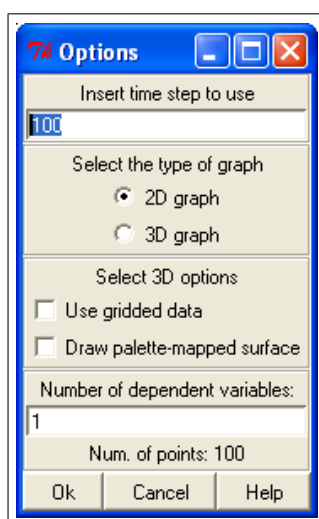 Options
Insert time step to use
100
Select the type of graph
2D graph
3D graph
Select 3D options
Use gridded data
Draw palette-mapped surface
Number of dependent variables:
1
Num. of points: 100
Ok Cancel Help